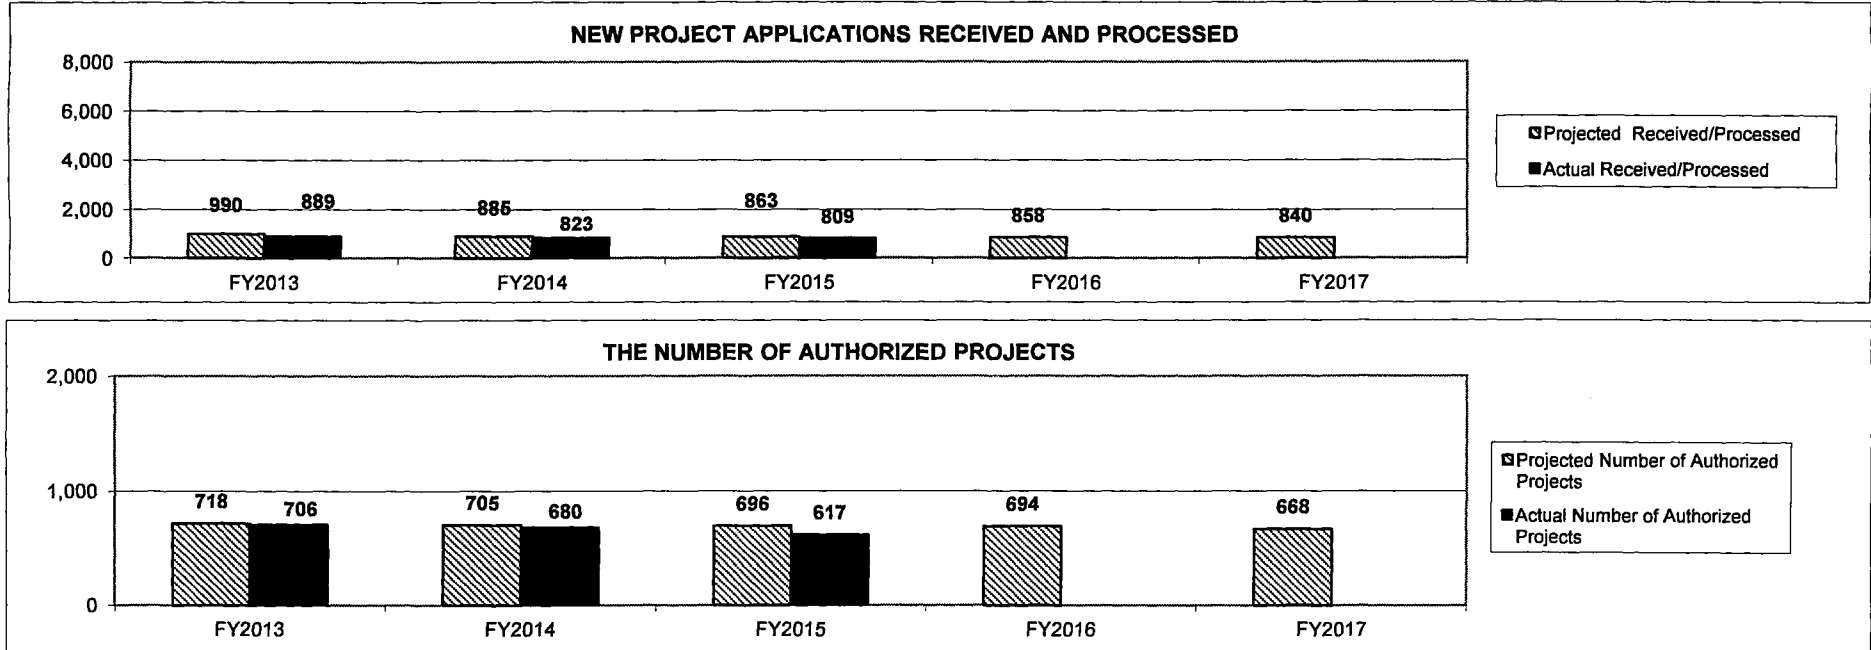 NEW PROJECT APPLICATIONS RECEIVED AND PROCESSED
8,000
6,000
4,000
2,000
0
990 889 885 823 863 809 858 840
FY2013 FY2014 FY2015 FY2016 FY2017
Projected Received/Processed
Actual Received/Processed
THE NUMBER OF AUTHORIZED PROJECTS
2,000
1,000
0
718 706 705 680 696 617 694 668
FY2013 FY2014 FY2015 FY2016 FY2017
Projected Number of Authorized
Projects
Actual Number of Authorized
Projects